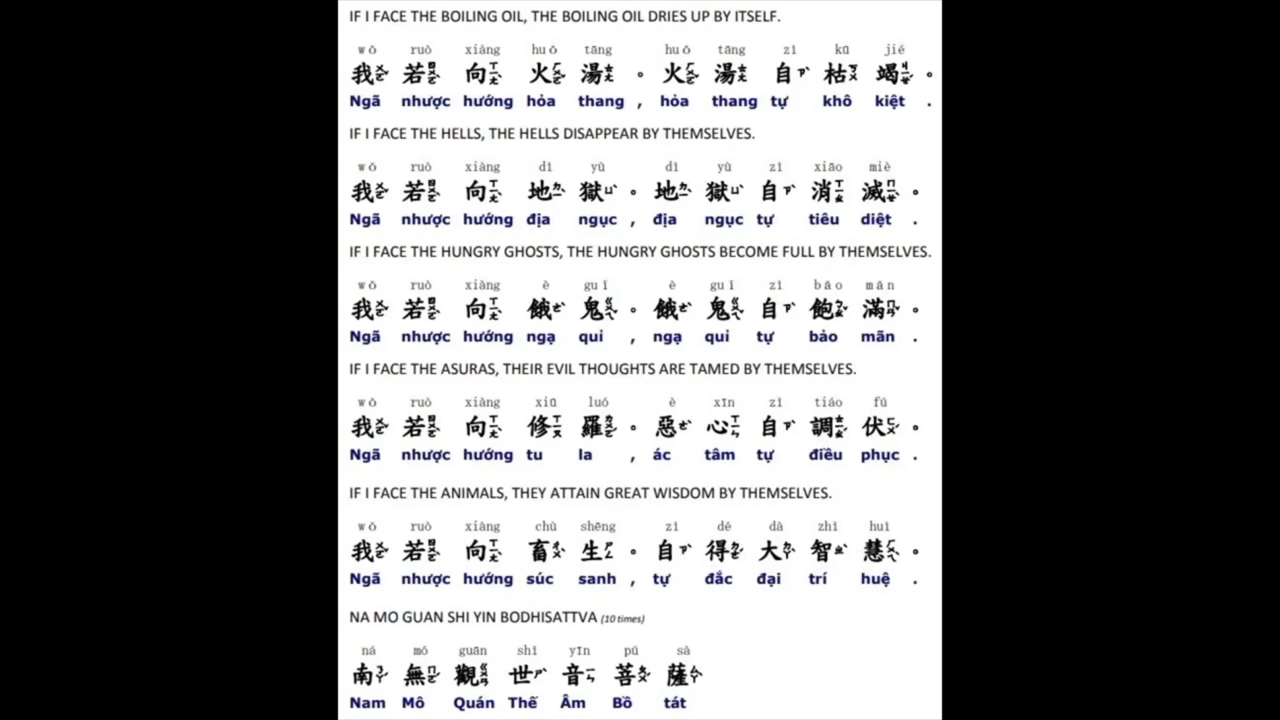 IF I FACE THE BOILING OIL, THE BOILING OIL DRIES UP BY ITSELF.
wǒ ruò xiàng huǒ tāng huǒ tāng zì kū jié
我若向火湯。火湯自枯竭。
Ngã nhược hướng hỏa thang , hỏa thang tự khô kiệt .
IF I FACE THE HELLS, THE HELLS DISAPPEAR BY THEMSELVES.
wǒ ruò xiàng dì yù dì yù zì xiāo miè
我若向地獄。地獄自消滅。
Ngã nhược hướng địa ngục , địa ngục tự tiêu diệt .
IF I FACE THE HUNGRY GHOSTS, THE HUNGRY GHOSTS BECOME FULL BY THEMSELVES.
wǒ ruò xiàng è guǐ è guǐ zì bǎo mǎn
我若向餓鬼。餓鬼自飽滿。
Ngã nhược hướng ngạ quỉ , ngạ quỉ tự bảo mãn .
IF I FACE THE ASURAS, THEIR EVIL THOUGHTS ARE TAMED BY THEMSELVES.
wǒ ruò xiàng xiū luó è xīn zì tiáo fú
我若向修羅。惡心自調伏。
Ngã nhược hướng tu la , ác tâm tự điều phục .
IF I FACE THE ANIMALS, THEY ATTAIN GREAT WISDOM BY THEMSELVES.
wǒ ruò xiàng chù shēng zì dé dà zhì huì
我若向畜生。自得大智慧。
Ngã nhược hướng súc sanh , tự đắc đại trí huệ .
NA MO GUAN SHI YIN BODHISATTVA (10 times)
ná mó guān shì yīn pú sà
南無觀世音菩薩
Nam Mô Quán Thế Âm Bồ tát